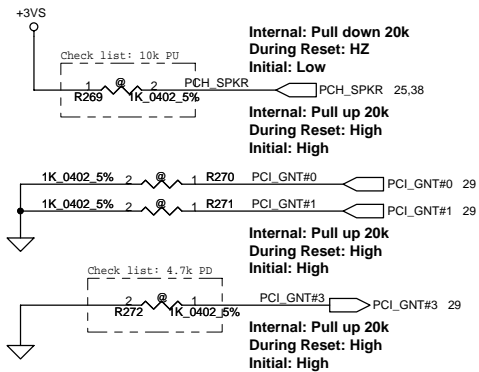 +3VS
Internal: Pull down 20k
During Reset: HZ
Initial: Low
Check list: 10k PU
1 @ 2 PCH_SPKR
R269 1K_0402_5%
PCH_SPKR 25,38
Internal: Pull up 20k
During Reset: High
Initial: High
1K_0402_5% 2 @ 1 R270 PCI_GNT#0
PCI_GNT#0 29
1K_0402_5% 2 @ 1 R271 PCI_GNT#1
PCI_GNT#1 29
Internal: Pull up 20k
During Reset: High
Initial: High
Check list: 4.7k PD
2 @ 1 PCI_GNT#3
R272 1K_0402_5%
PCI_GNT#3 29
Internal: Pull up 20k
During Reset: High
Initial: High